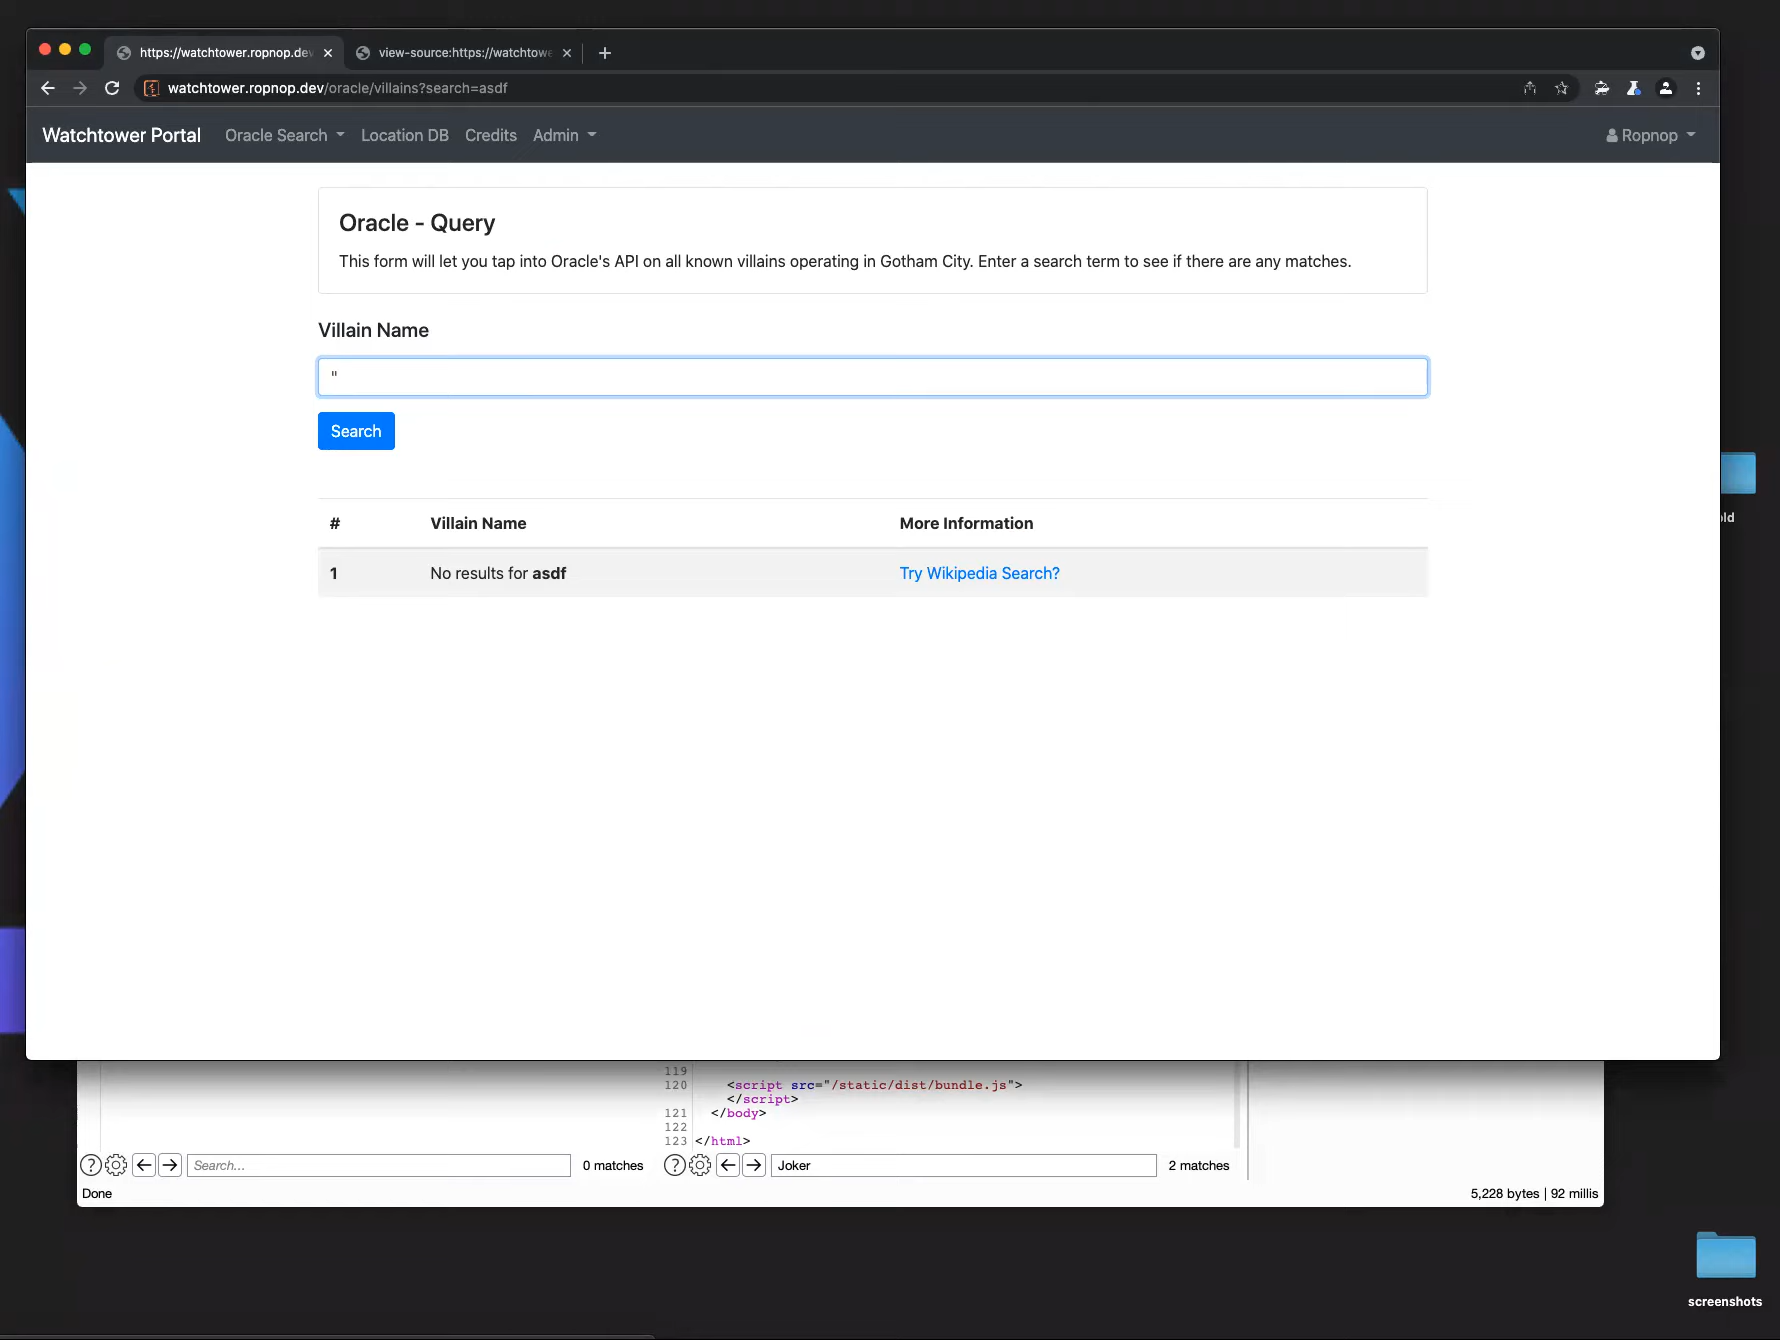 https://watchtower.ropnop.dev
view-source:https://watchtowe
watchtower.ropnop.dev/oracle/villains?search=asdf
Watchtower Portal Oracle Search Location DB Credits Admin Ropnop
Oracle - Query
This form will let you tap into Oracle's API on all known villains operating in Gotham City. Enter a search term to see if there are any matches.
Villain Name
"
Search
# Villain Name More Information
1 No results for asdf Try Wikipedia Search?
ld
119
120 <script src="/static/dist/bundle.js">
</script>
121 </body>
122
123 </html>
Search... 0 matches Joker 2 matches
Done 5,228 bytes | 92 millis
screenshots